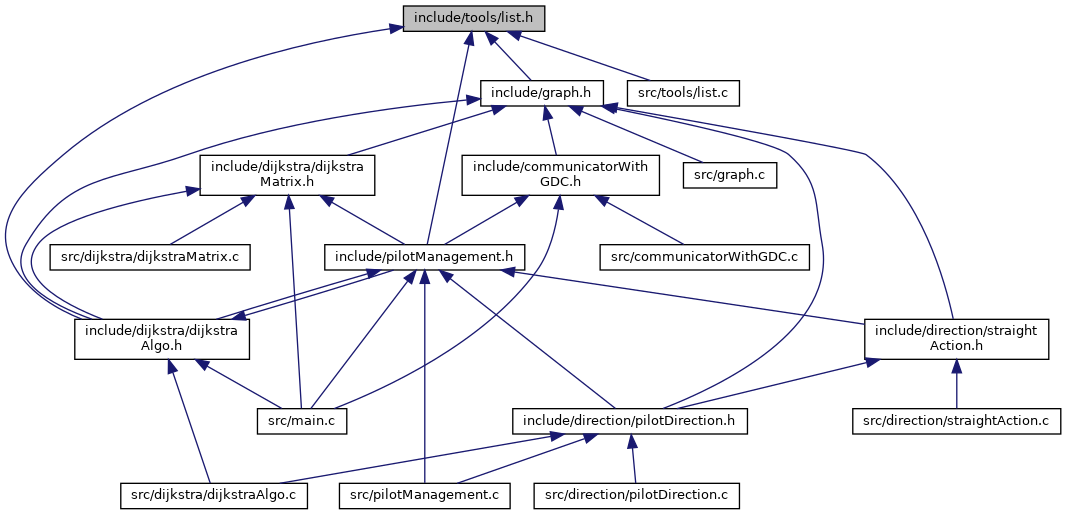 include/tools/list.h
include/graph.h
src/tools/list.c
include/dijkstra/dijkstra
Matrix.h
include/communicatorWith
GDC.h
src/graph.c
src/dijkstra/dijkstraMatrix.c
include/pilotManagement.h
src/communicatorWithGDC.c
include/dijkstra/dijkstra
Algo.h
include/direction/straight
Action.h
src/main.c
include/direction/pilotDirection.h
src/direction/straightAction.c
src/dijkstra/dijkstraAlgo.c
src/pilotManagement.c
src/direction/pilotDirection.c